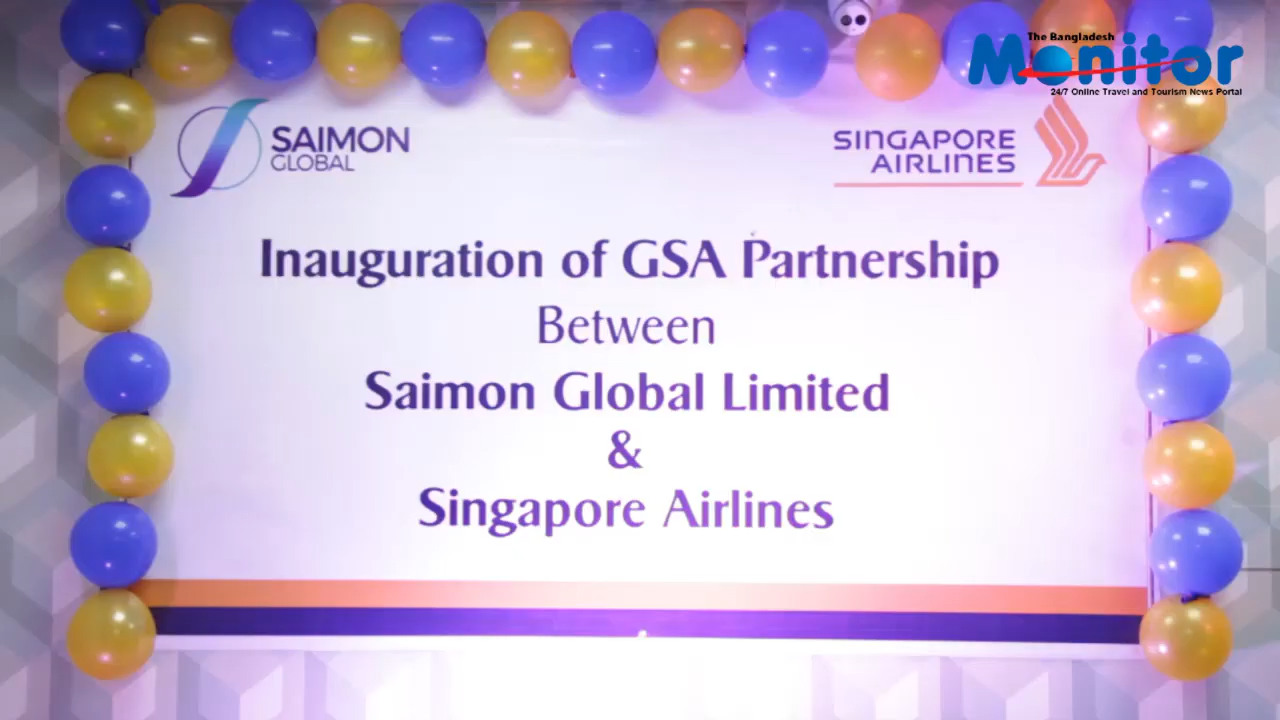 The Bangladesh
Monitor
24/7 Online Travel and Tourism News Portal
SAIMON
GLOBAL
SINGAPORE
AIRLINES
Inauguration of GSA Partnership
Between
Saimon Global Limited
&
Singapore Airlines